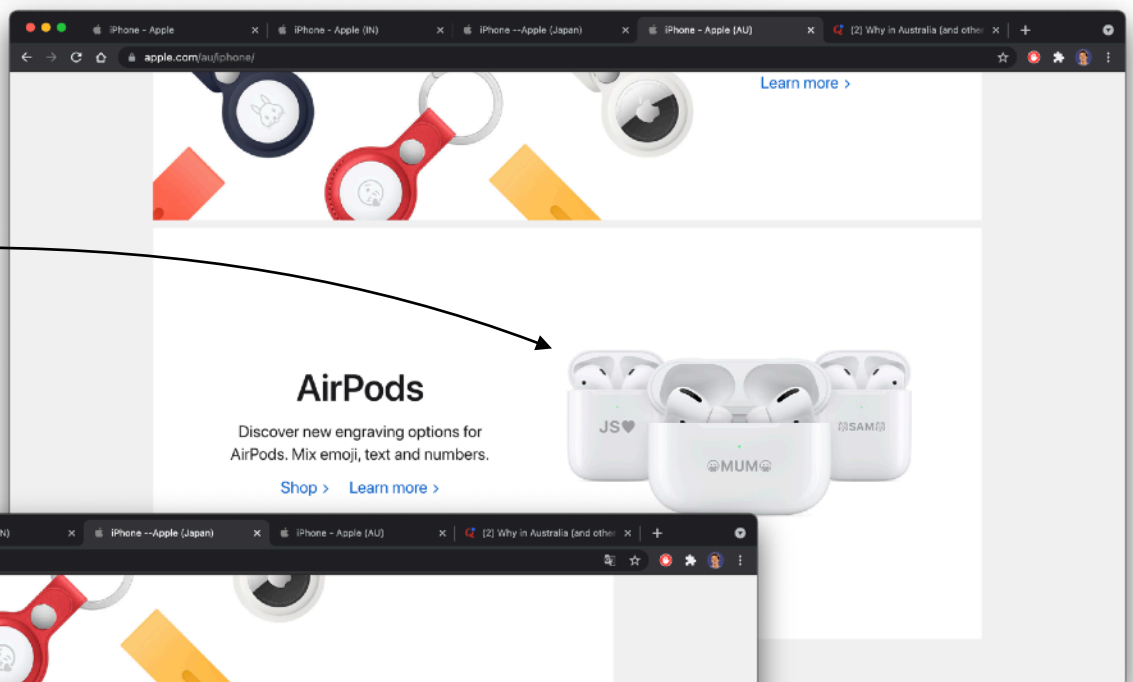 iPhone - Apple
iPhone - Apple (IN)
iPhone --Apple (Japan)
iPhone - Apple (AU)
(2) Why in Australia (and other
apple.com/au/iphone/
Learn more >
AirPods
Discover new engraving options for
AirPods. Mix emoji, text and numbers.
Shop > Learn more >
JS♥
MUM
SAM
N)
iPhone --Apple (Japan)
iPhone - Apple (AU)
(2) Why in Australia (and other